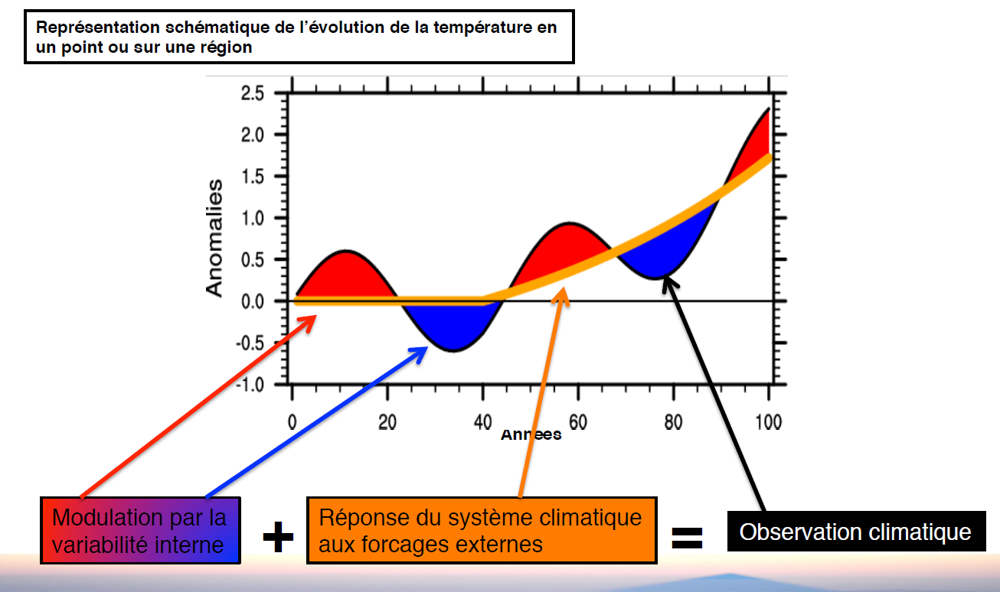 Représentation schématique de l’évolution de la température en
un point ou sur une région
2.5
2.0
1.5
1.0
0.5
0.0
-0.5
-1.0
Anomalies
0 20 40 60 80 100
Annees
Modulation par la
variabilité interne
+
Réponse du système climatique
aux forcages externes
=
Observation climatique